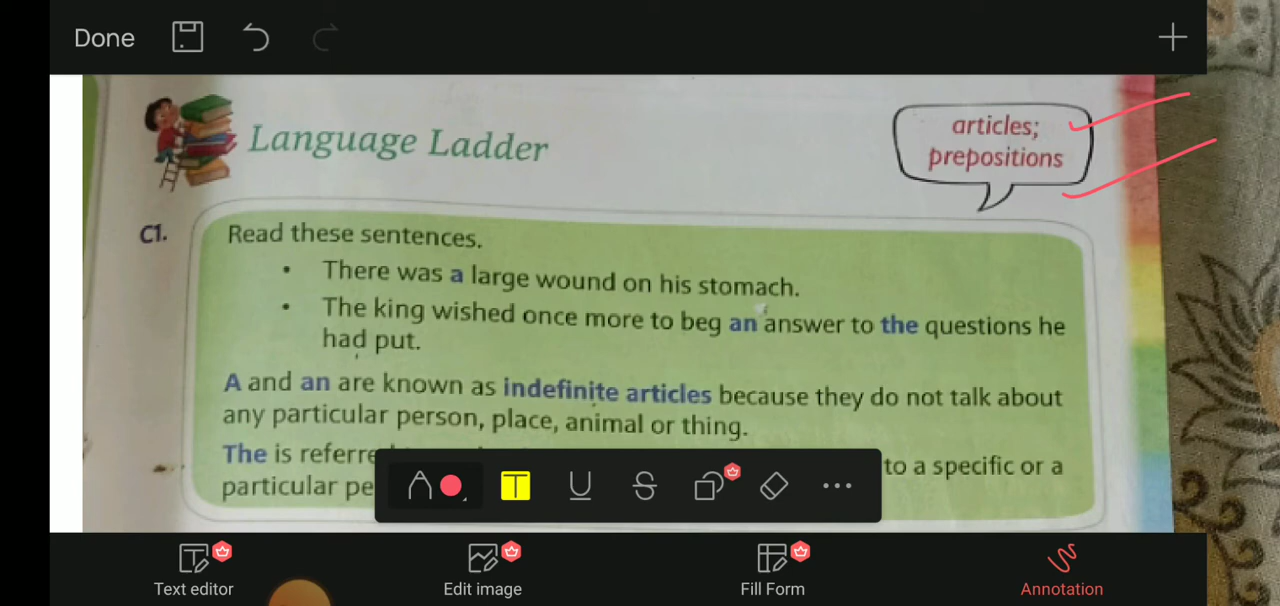 Done
Language Ladder
articles;
prepositions
C1.
Read these sentences.
• There was a large wound on his stomach.
• The king wished once more to beg an answer to the questions he
had put.
A and an are known as indefinite articles because they do not talk about
any particular person, place, animal or thing.
The is referre to a specific or a
particular pe
T
U
S
Text editor
Edit image
Fill Form
Annotation